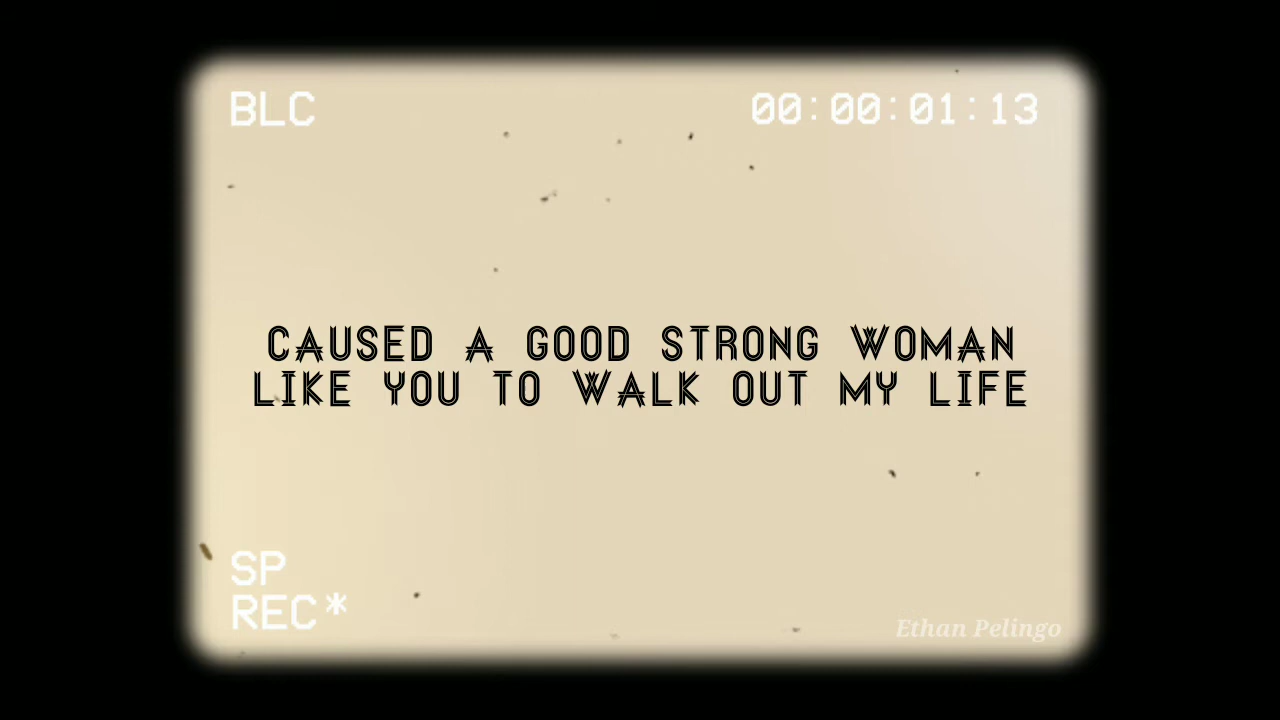 BLC
00:00:01:13
CAUSED A GOOD STRONG WOMAN
LIKE YOU TO WALK OUT MY LIFE
SP
REC*
Ethan Pelingo